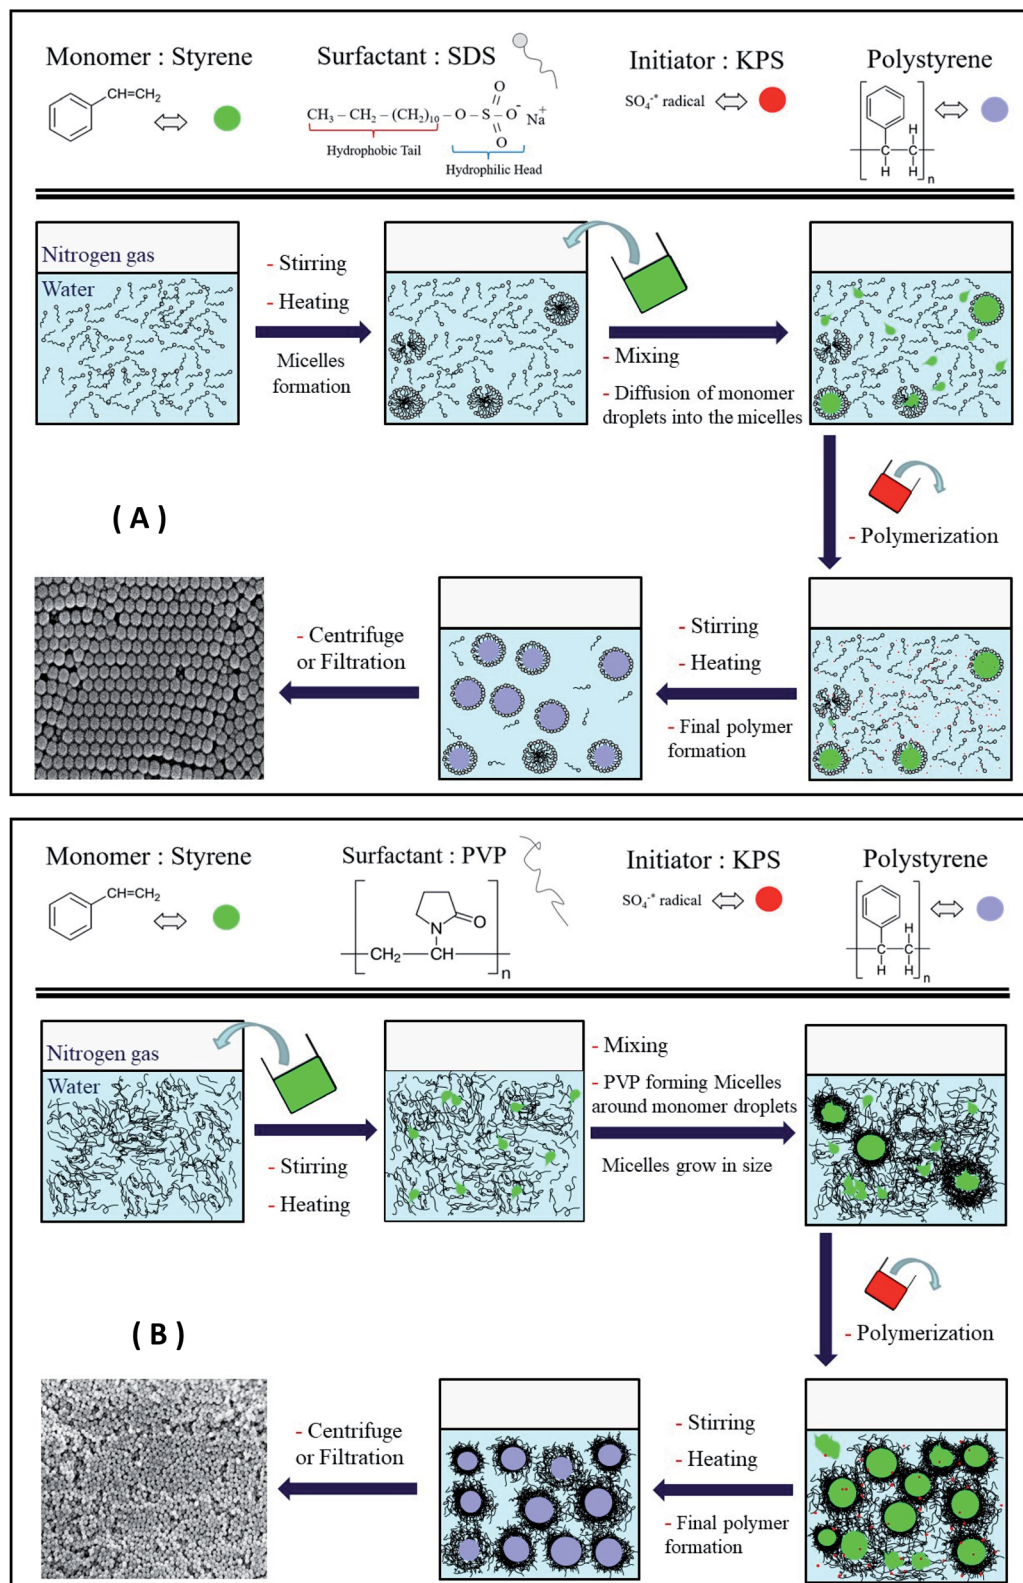 Monomer : Styrene
CH=CH₂
Surfactant : SDS
CH₃ – CH₂ – (CH₂)₁₀ – O – S – O⁻ Na⁺
O
O
Hydrophobic Tail
Hydrophilic Head
Initiator : KPS
SO₄⁻* radical
Polystyrene
H
C
C
H
H
n
Nitrogen gas
Water
- Stirring
- Heating
Micelles
formation
- Mixing
- Diffusion of monomer
droplets into the micelles
- Polymerization
( A )
- Centrifuge
or Filtration
- Stirring
- Heating
- Final polymer
formation
Monomer : Styrene
CH=CH₂
Surfactant : PVP
N
O
CH₂
CH
n
Initiator : KPS
SO₄⁻* radical
Polystyrene
H
C
C
H
H
n
Nitrogen gas
Water
- Stirring
- Heating
- Mixing
- PVP forming Micelles
around monomer droplets
Micelles grow in size
- Polymerization
( B )
- Centrifuge
or Filtration
- Stirring
- Heating
- Final polymer
formation